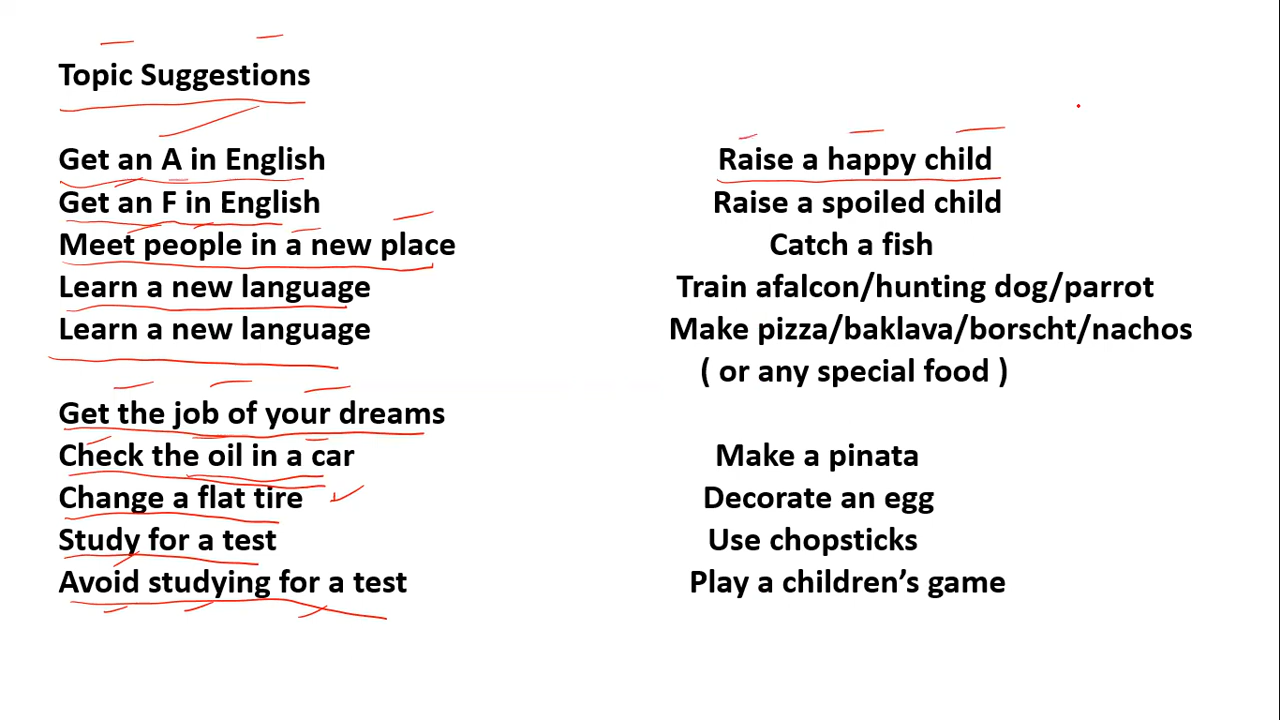 Topic Suggestions
Get an A in English
Get an F in English
Meet people in a new place
Learn a new language
Learn a new language
Get the job of your dreams
Check the oil in a car
Change a flat tire
Study for a test
Avoid studying for a test
Raise a happy child
Raise a spoiled child
Catch a fish
Train afalcon/hunting dog/parrot
Make pizza/baklava/borscht/nachos
( or any special food )
Make a pinata
Decorate an egg
Use chopsticks
Play a children’s game